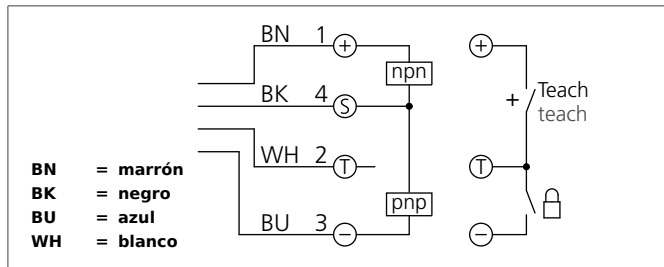 BN 1 +
npn
BK 4 S
WH 2 T
pnp
BU 3 −
+
+ Teach
teach
T
−
BN = marrón
BK = negro
BU = azul
WH = blanco